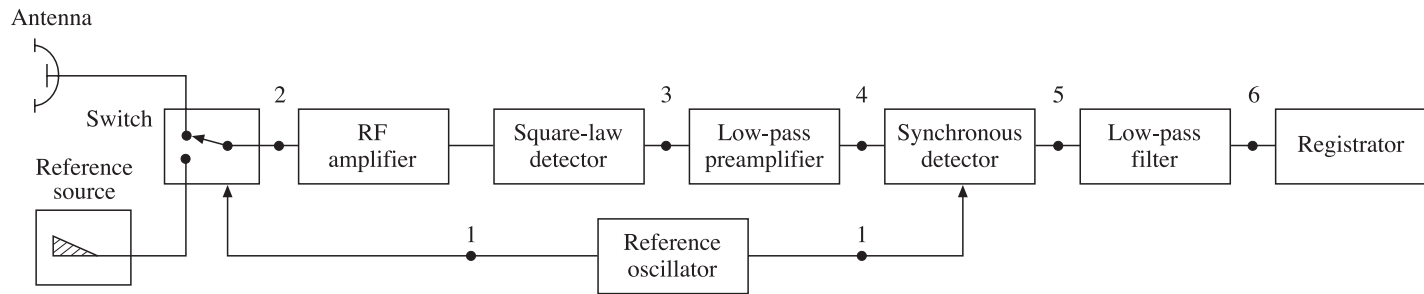 Antenna
Switch
Reference
source
2
RF
amplifier
Square-law
detector
3
Low-pass
preamplifier
4
Synchronous
detector
5
Low-pass
filter
6
Registrator
1
Reference
oscillator
1